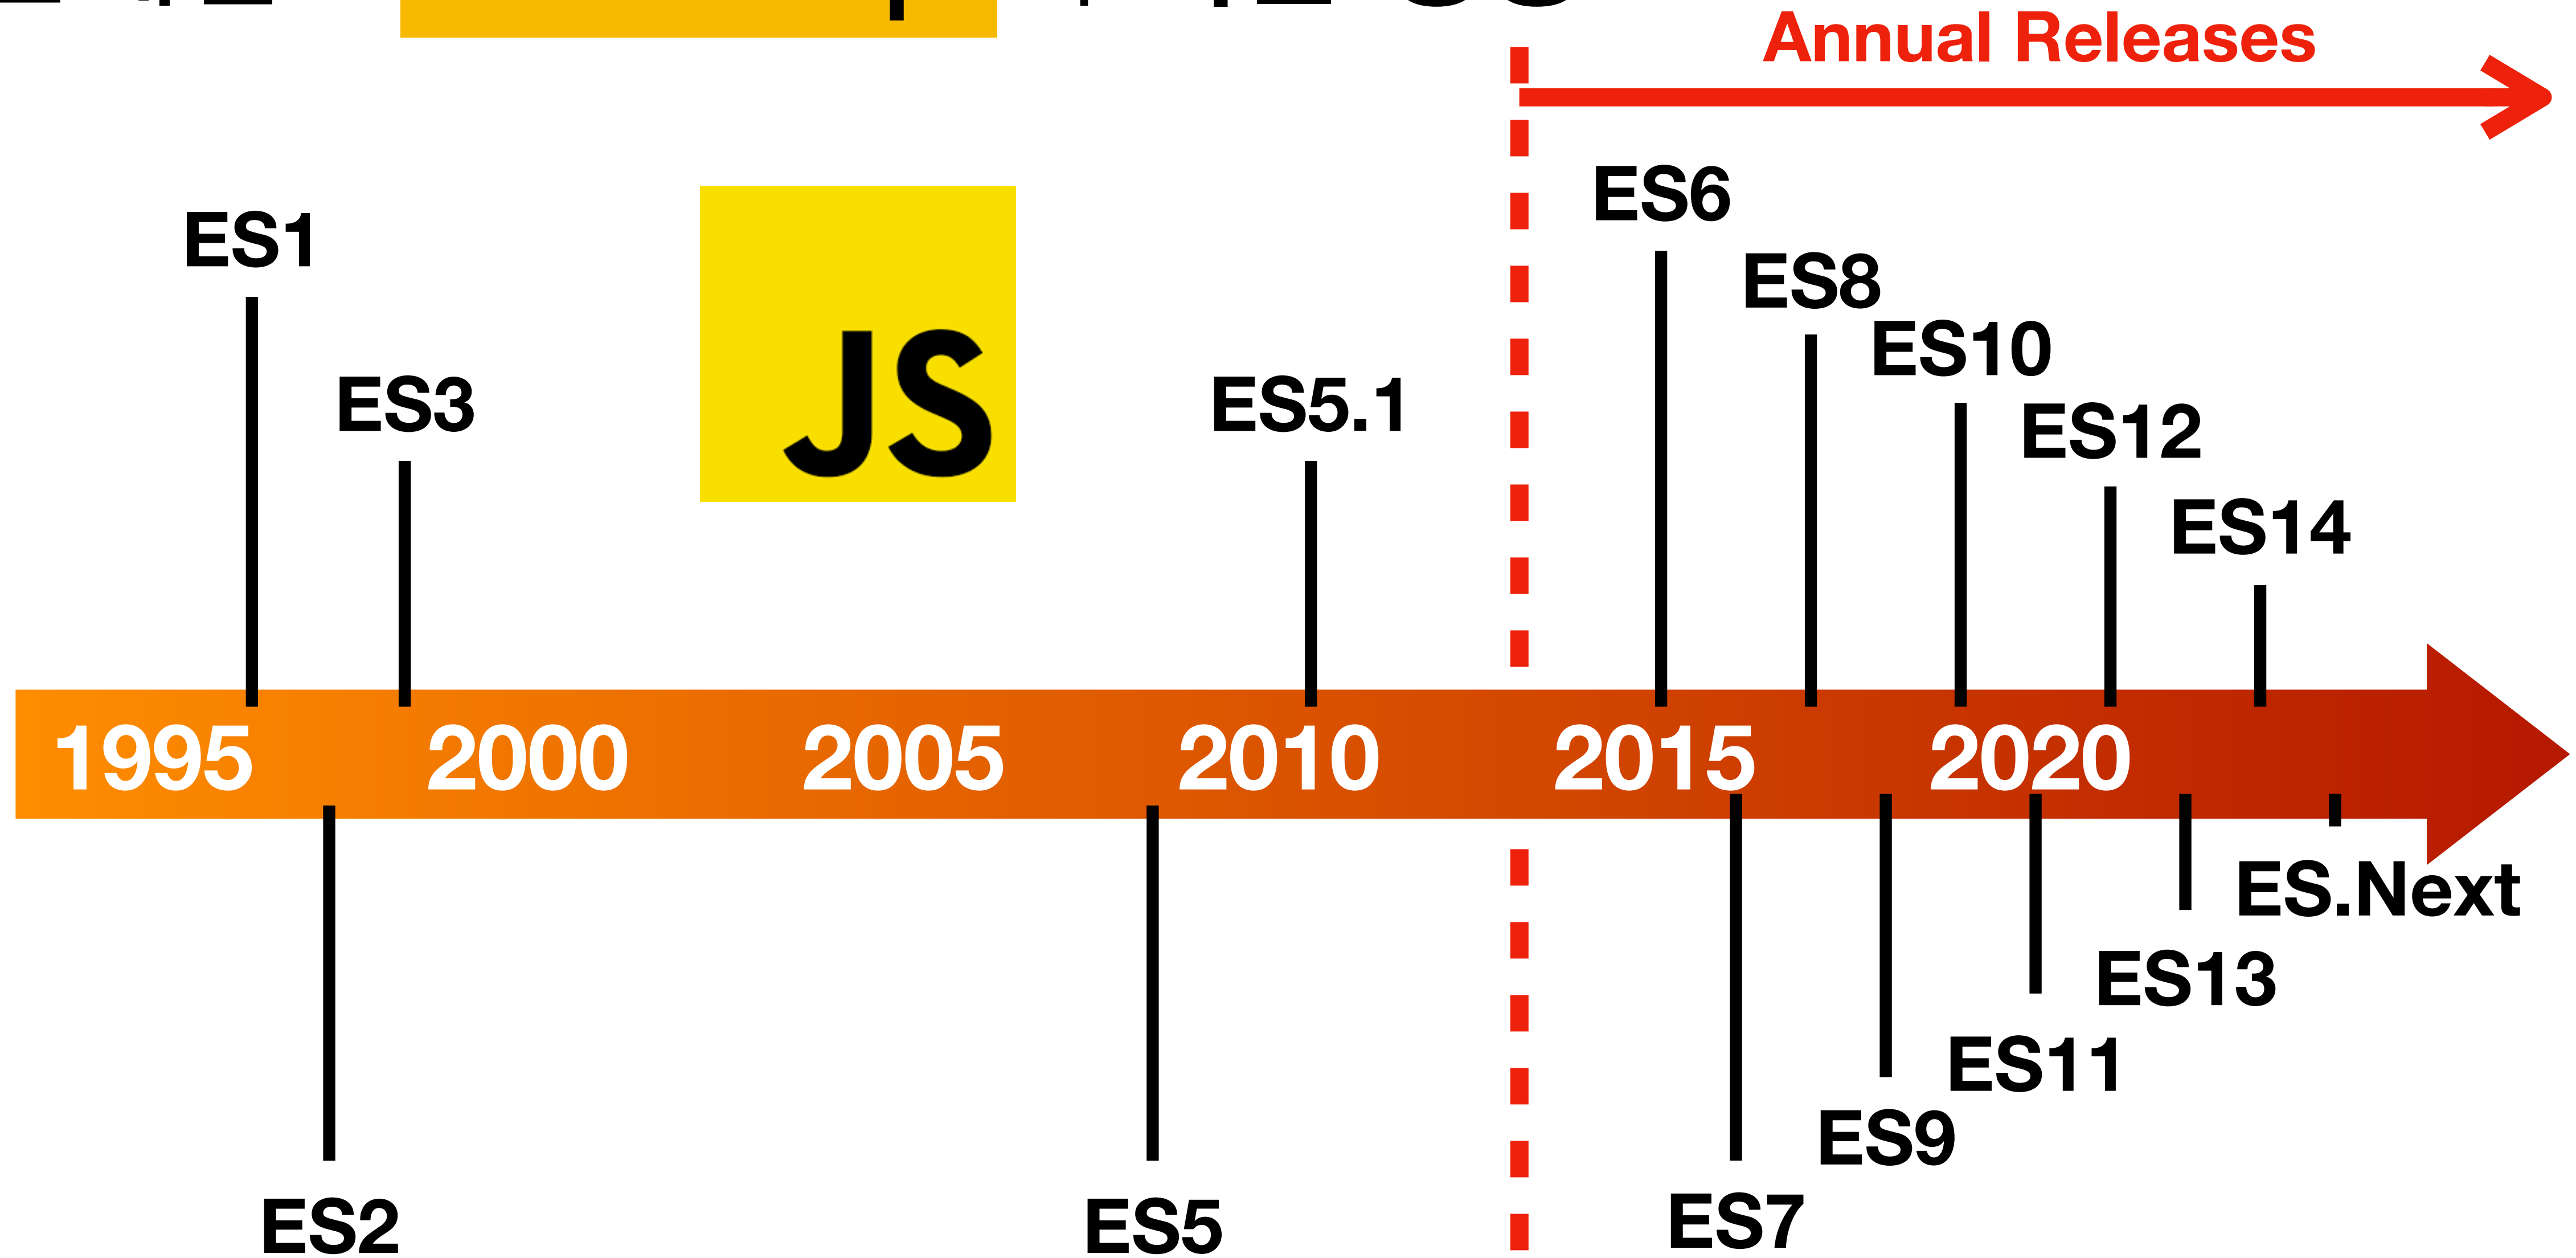 Annual Releases
ES6
ES1
ES8
ES10
ES3
JS
ES5.1
ES12
ES14
1995 2000 2005 2010 2015 2020
ES.Next
ES13
ES11
ES9
ES2
ES5
ES7